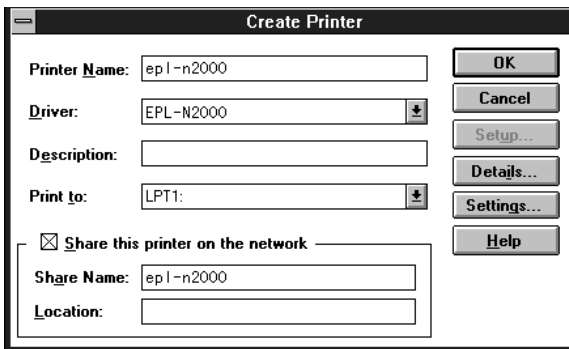 Create Printer
Printer Name: epl-n2000
OK
Driver: EPL-N2000
Cancel
Setup...
Description:
Details...
Print to: LPT1:
Settings...
Share this printer on the network
Help
Share Name: epl-n2000
Location: